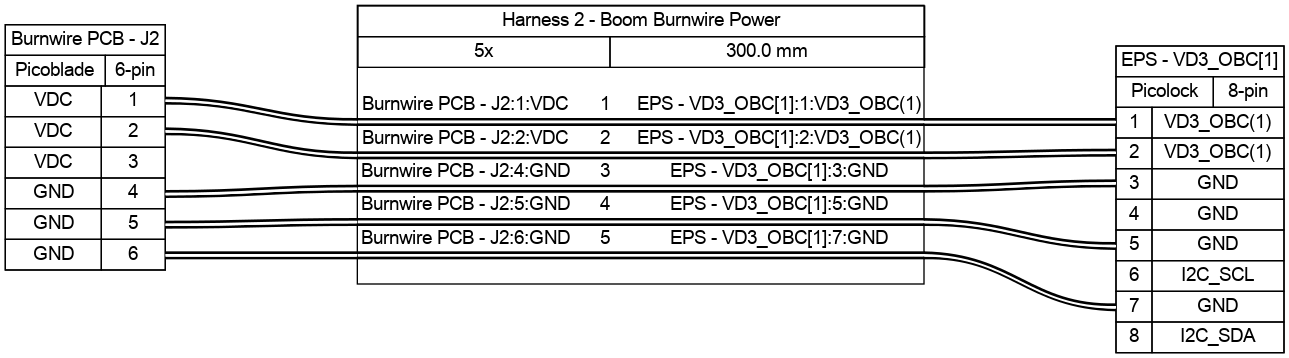 Burnwire PCB - J2
Picoblade 6-pin
VDC 1
VDC 2
VDC 3
GND 4
GND 5
GND 6
Harness 2 - Boom Burnwire Power
5x 300.0 mm
Burnwire PCB - J2:1:VDC 1 EPS - VD3_OBC[1]:1:VD3_OBC(1)
Burnwire PCB - J2:2:VDC 2 EPS - VD3_OBC[1]:2:VD3_OBC(1)
Burnwire PCB - J2:4:GND 3 EPS - VD3_OBC[1]:3:GND
Burnwire PCB - J2:5:GND 4 EPS - VD3_OBC[1]:5:GND
Burnwire PCB - J2:6:GND 5 EPS - VD3_OBC[1]:7:GND
EPS - VD3_OBC[1]
Picolock 8-pin
1 VD3_OBC(1)
2 VD3_OBC(1)
3 GND
4 GND
5 GND
6 I2C_SCL
7 GND
8 I2C_SDA